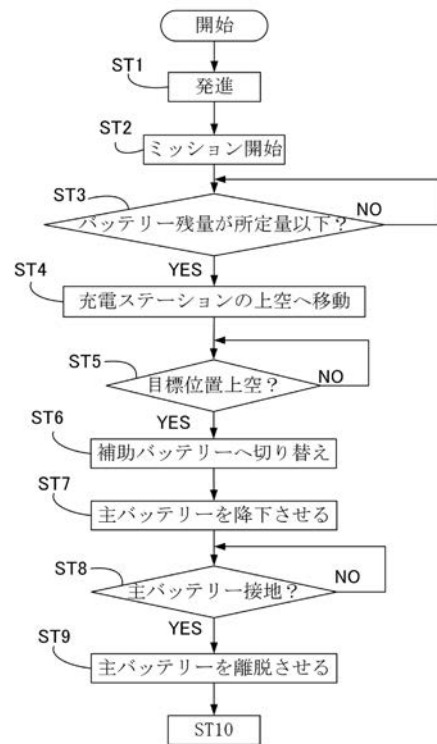 開始
ST1
発進
ST2
ミッション開始
ST3
バッテリー残量が所定量以下？
NO
YES
ST4
充電ステーションの上空へ移動
ST5
目標位置上空？
NO
YES
ST6
補助バッテリーへ切り替え
ST7
主バッテリーを降下させる
ST8
主バッテリー接地？
NO
YES
ST9
主バッテリーを離脱させる
ST10